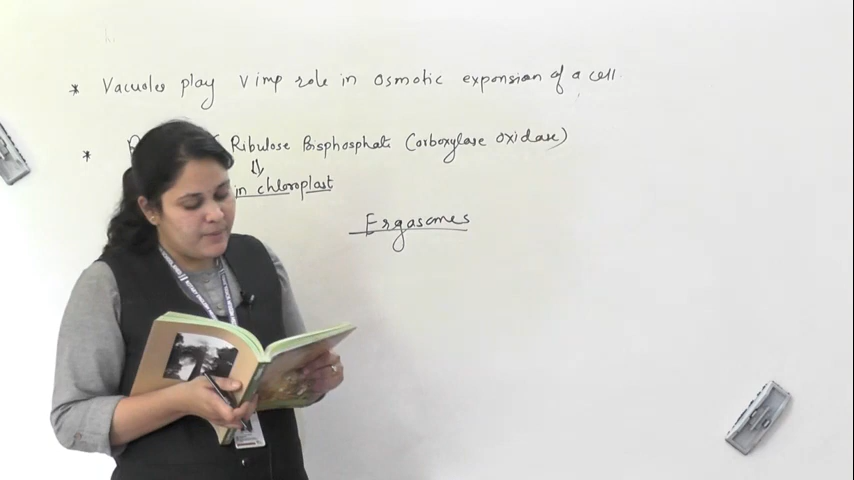 * Vacuoles play V imp role in Osmotic expansion of a cell.
* Ribulose Bisphosphate Carboxylase oxidase)
in chloroplast
Ergasomes